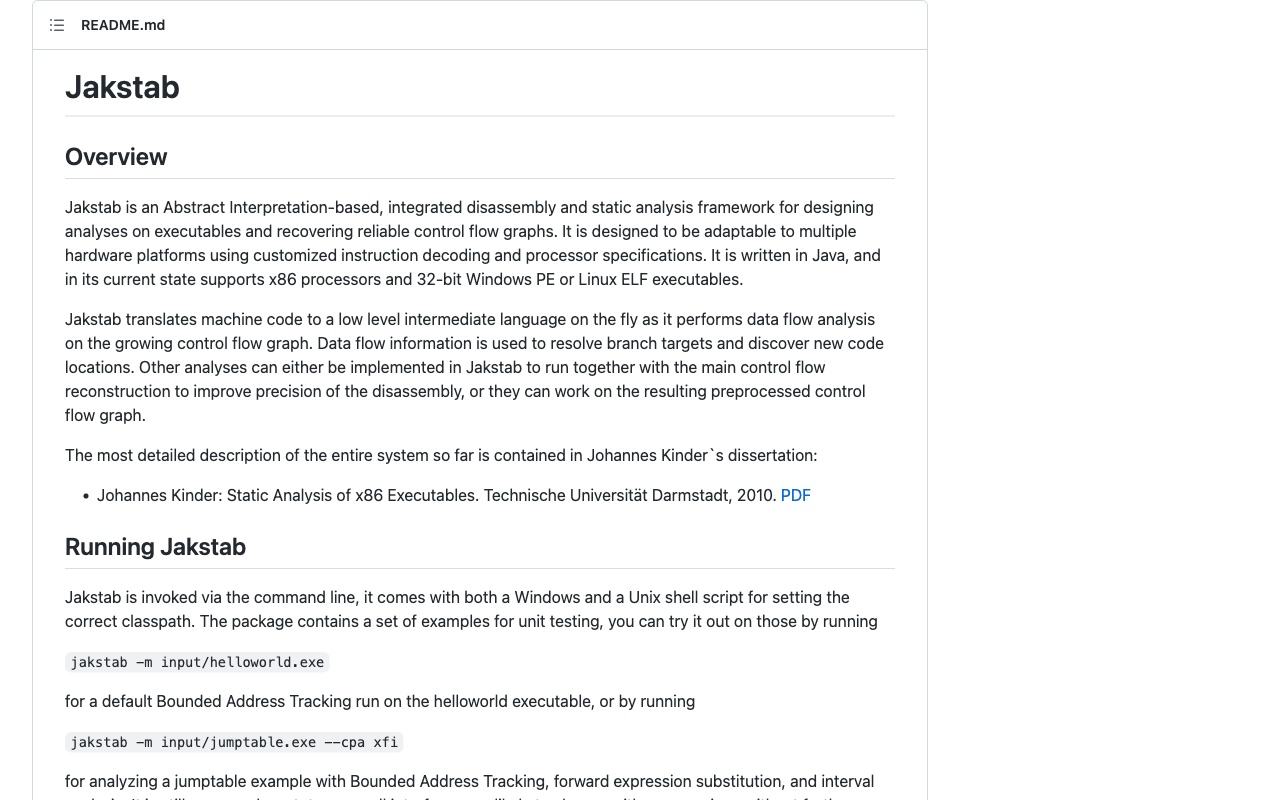 README.md
Jakstab
Overview
Jakstab is an Abstract Interpretation-based, integrated disassembly and static analysis framework for designing
analyses on executables and recovering reliable control flow graphs. It is designed to be adaptable to multiple
hardware platforms using customized instruction decoding and processor specifications. It is written in Java, and
in its current state supports x86 processors and 32-bit Windows PE or Linux ELF executables.
Jakstab translates machine code to a low level intermediate language on the fly as it performs data flow analysis
on the growing control flow graph. Data flow information is used to resolve branch targets and discover new code
locations. Other analyses can either be implemented in Jakstab to run together with the main control flow
reconstruction to improve precision of the disassembly, or they can work on the resulting preprocessed control
flow graph.
The most detailed description of the entire system so far is contained in Johannes Kinder`s dissertation:
• Johannes Kinder: Static Analysis of x86 Executables. Technische Universität Darmstadt, 2010. PDF
Running Jakstab
Jakstab is invoked via the command line, it comes with both a Windows and a Unix shell script for setting the
correct classpath. The package contains a set of examples for unit testing, you can try it out on those by running
jakstab -m input/helloworld.exe
for a default Bounded Address Tracking run on the helloworld executable, or by running
jakstab -m input/jumptable.exe --cpa xfi
for analyzing a jumptable example with Bounded Address Tracking, forward expression substitution, and interval